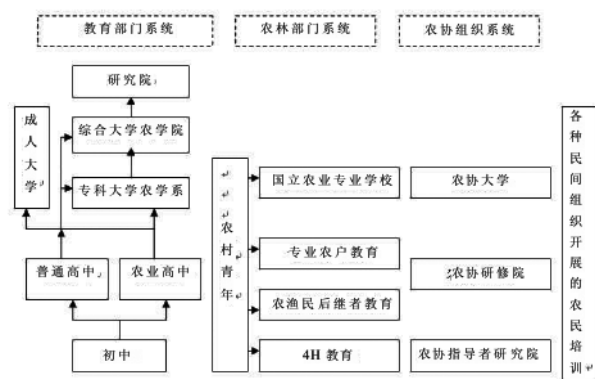 教育部门系统
农林部门系统
农协组织系统
研究院
成人大学
综合大学农学院
专科大学农学系
普通高中
农业高中
初中
农村青年
国立农业专业学校
专业农户教育
农渔民后继者教育
4H 教育
农协大学
农协研修院
农协指导者研究院
各种民间组织开展的农民培训